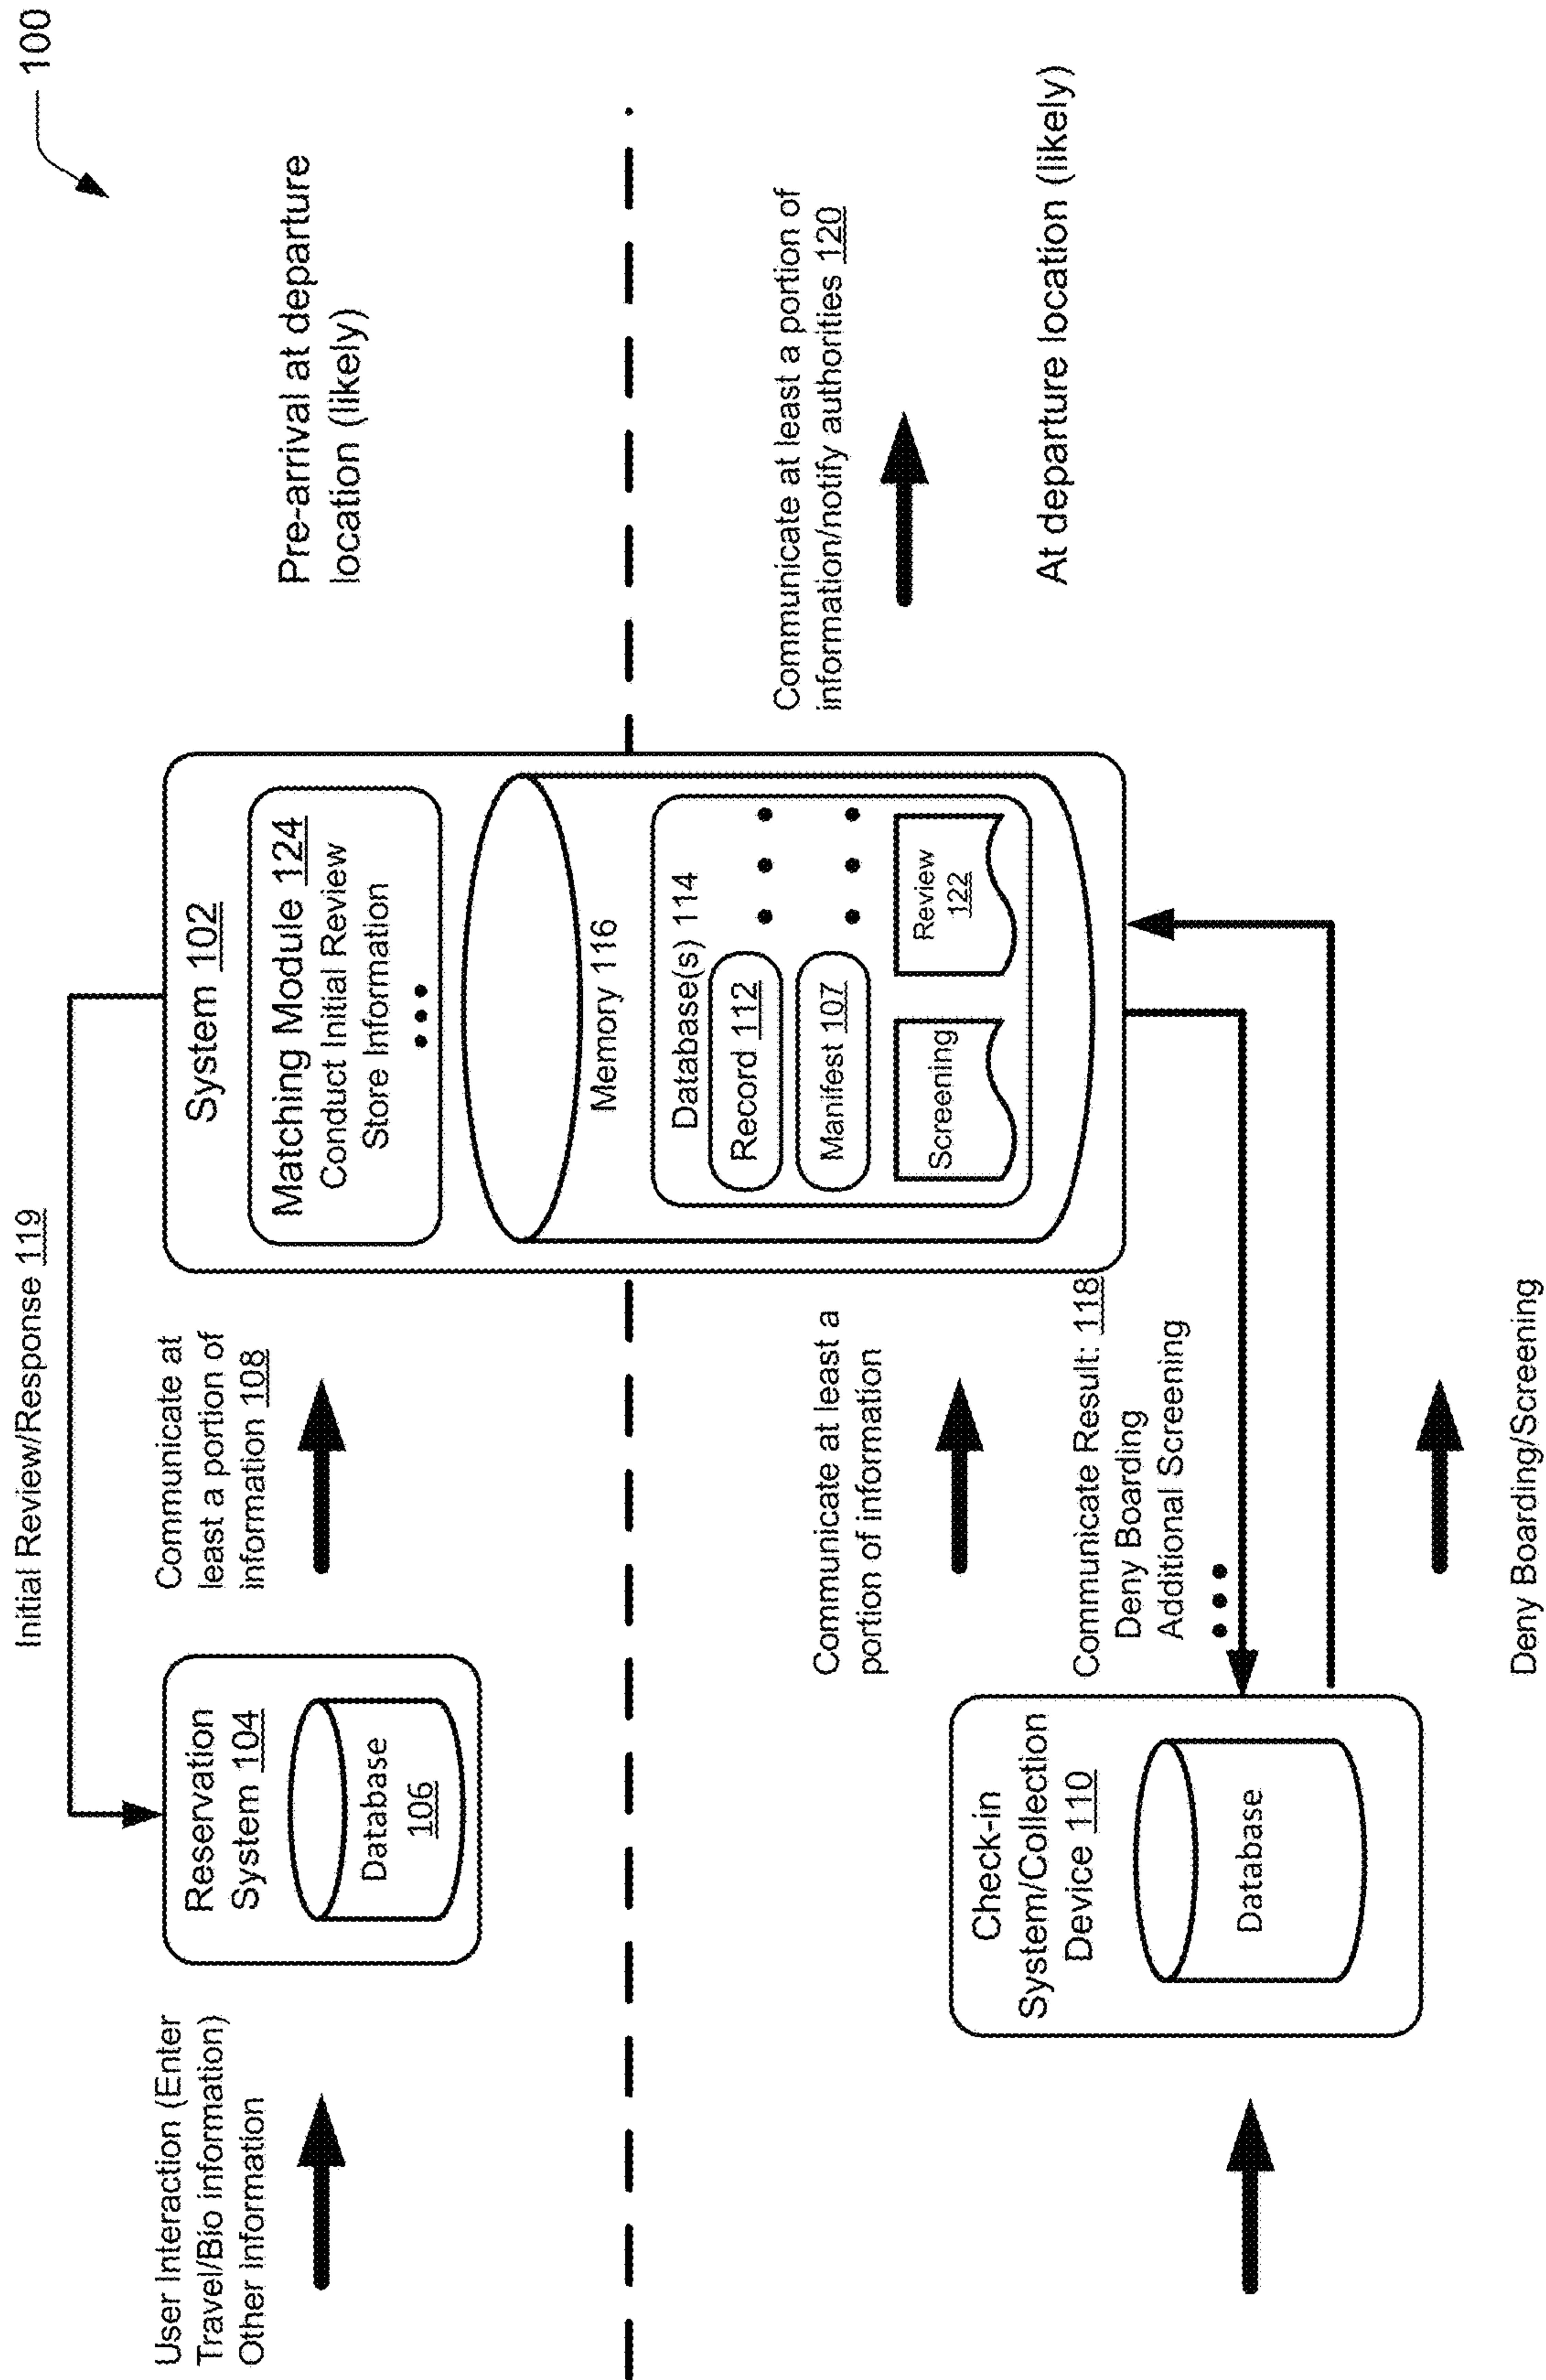 100
Initial Review/Response 119
User Interaction (Enter
Travel/Bio information)
Other information
Reservation
System 104
Database
106
Communicate at
least a portion of
information 108
System 102
Matching Module 124
Conduct Initial Review
Store Information
Memory 116
Database(s) 114
Record 112
Manifest 107
Screening
Review
122
Pre-arrival at departure
location (likely)
Communicate at least a portion of
information/notify authorities 120
At departure location (likely)
Communicate at least a
portion of information
Check-in
System/Collection
Device 110
Database
Communicate Result: 118
Deny Boarding
Additional Screening
Deny Boarding/Screening